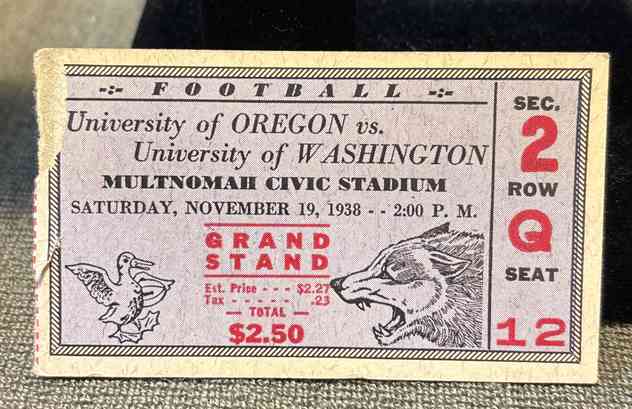 -:- FOOTBALL -:-
University of OREGON vs.
University of WASHINGTON
MULTNOMAH CIVIC STADIUM
SATURDAY, NOVEMBER 19, 1938 - - 2:00 P. M.
GRAND
STAND
Est. Price - - - $2.27
Tax - - - - - .23
— TOTAL —
$2.50
SEC.
2
ROW
Q
SEAT
12